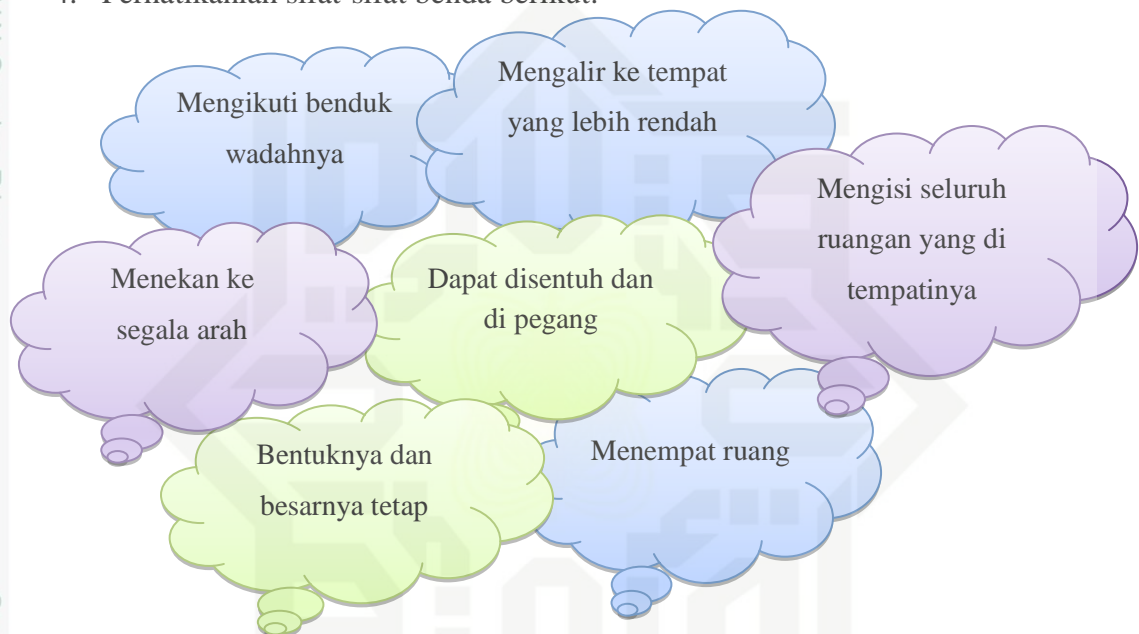 4. Perhatikanlah sifat-sifat benda berikut!
Mengikuti benduk
wadahnya
Mengalir ke tempat
yang lebih rendah
Mengisi seluruh
ruangan yang di
tempatinya
Menekan ke
segala arah
Dapat disentuh dan
di pegang
Bentuknya dan
besarnya tetap
Menempat ruang